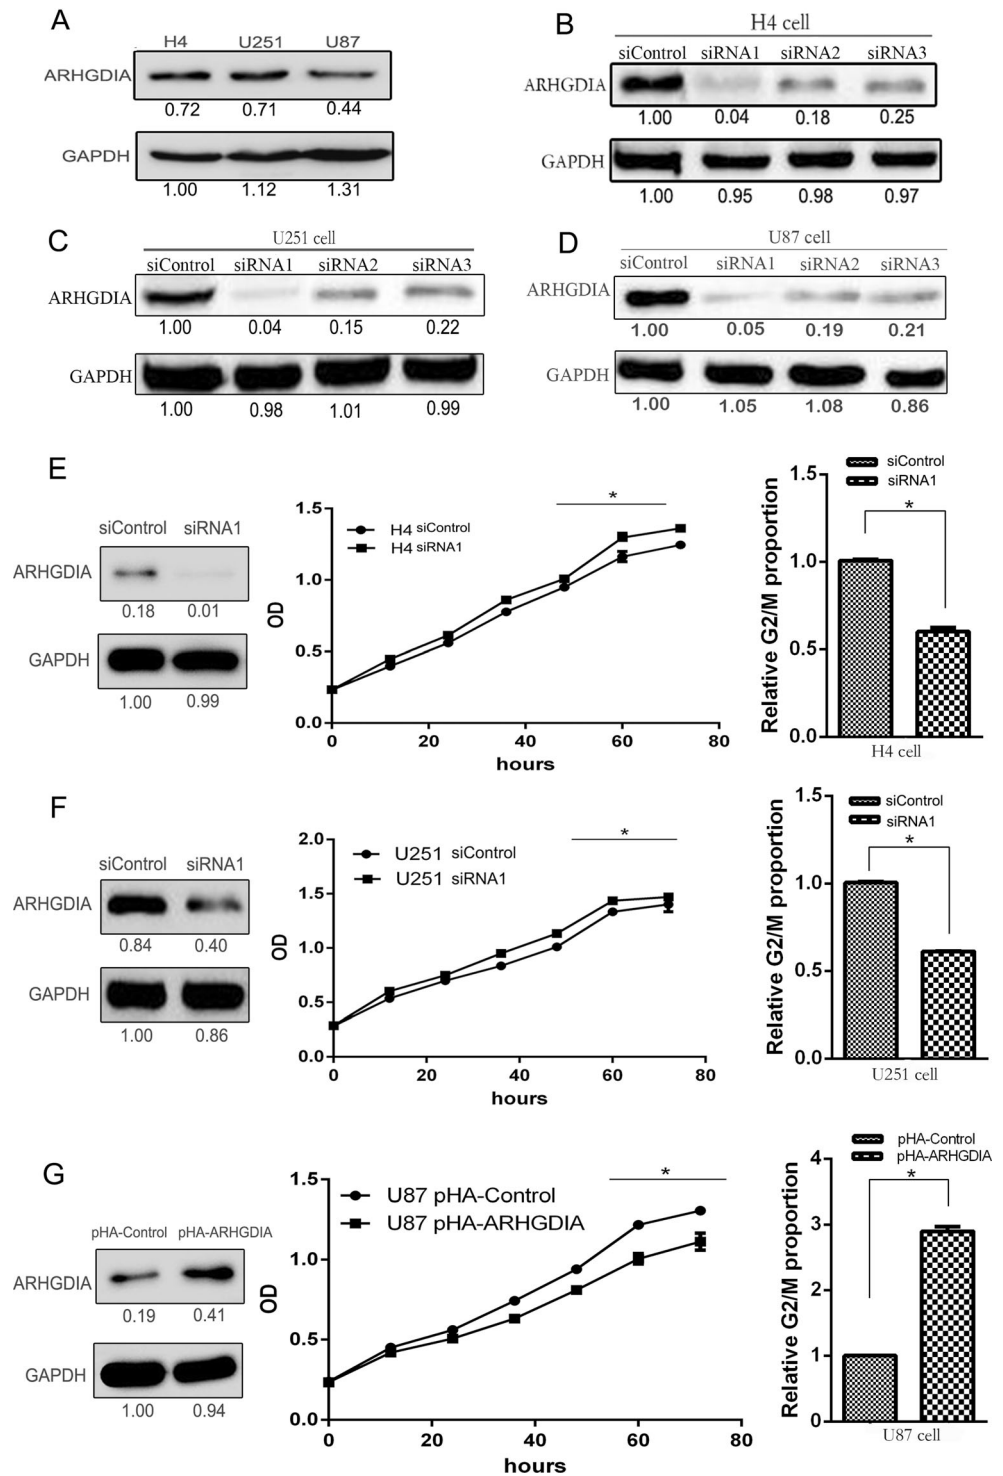 A
H4 U251 U87
ARHGDIA
0.72 0.71 0.44
GAPDH
1.00 1.12 1.31
B
H4 cell
siControl siRNA1 siRNA2 siRNA3
ARHGDIA
1.00 0.04 0.18 0.25
GAPDH
1.00 0.95 0.98 0.97
C
U251 cell
siControl siRNA1 siRNA2 siRNA3
ARHGDIA
1.00 0.04 0.15 0.22
GAPDH
1.00 0.98 1.01 0.99
D
U87 cell
siControl siRNA1 siRNA2 siRNA3
ARHGDIA
1.00 0.05 0.19 0.21
GAPDH
1.00 1.05 1.08 0.86
E
siControl siRNA1
ARHGDIA
0.18 0.01
GAPDH
1.00 0.99
*
H4 siControl
H4 siRNA1
OD
1.5
1.0
0.5
0.0
0 20 40 60 80
hours
siControl
siRNA1
*
Relative G2/M proportion
1.5
1.0
0.5
0.0
H4 cell
F
siControl siRNA1
ARHGDIA
0.84 0.40
GAPDH
1.00 0.86
*
U251 siControl
U251 siRNA1
OD
2.0
1.5
1.0
0.5
0.0
0 20 40 60 80
hours
siControl
siRNA1
*
Relative G2/M proportion
1.5
1.0
0.5
0.0
U251 cell
G
pHA-Control pHA-ARHGDIA
ARHGDIA
0.19 0.41
GAPDH
1.00 0.94
*
U87 pHA-Control
U87 pHA-ARHGDIA
OD
1.5
1.0
0.5
0.0
0 20 40 60 80
hours
pHA-Control
pHA-ARHGDIA
*
Relative G2/M proportion
4
3
2
1
0
U87 cell